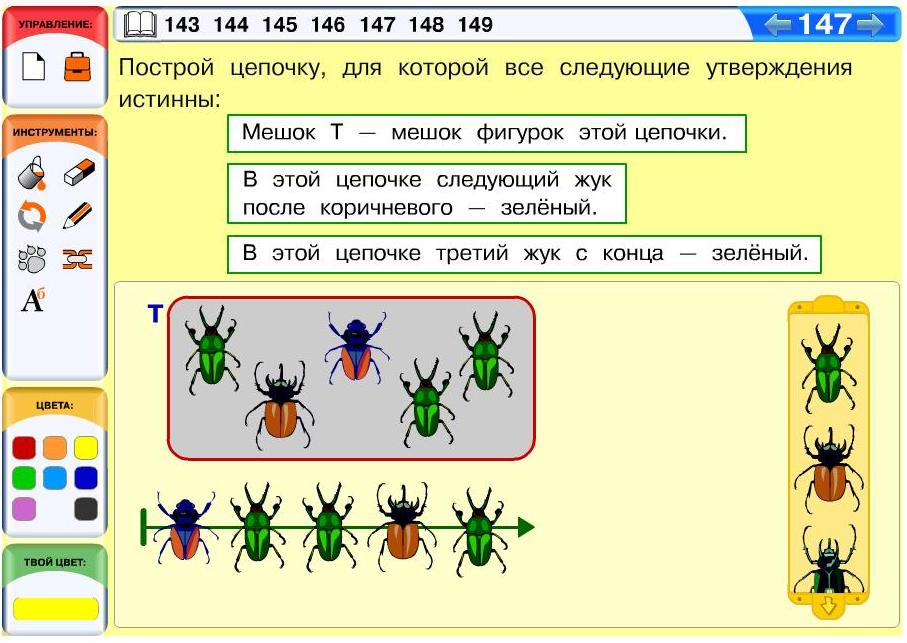 УПРАВЛЕНИЕ:
143 144 145 146 147 148 149
147
Построй цепочку, для которой все следующие утверждения
истинны:
Мешок Т — мешок фигурок этой цепочки.
В этой цепочке следующий жук
после коричневого — зелёный.
В этой цепочке третий жук с конца — зелёный.
ИНСТРУМЕНТЫ:
Аб
ЦВЕТА:
ТВОЙ ЦВЕТ:
Т